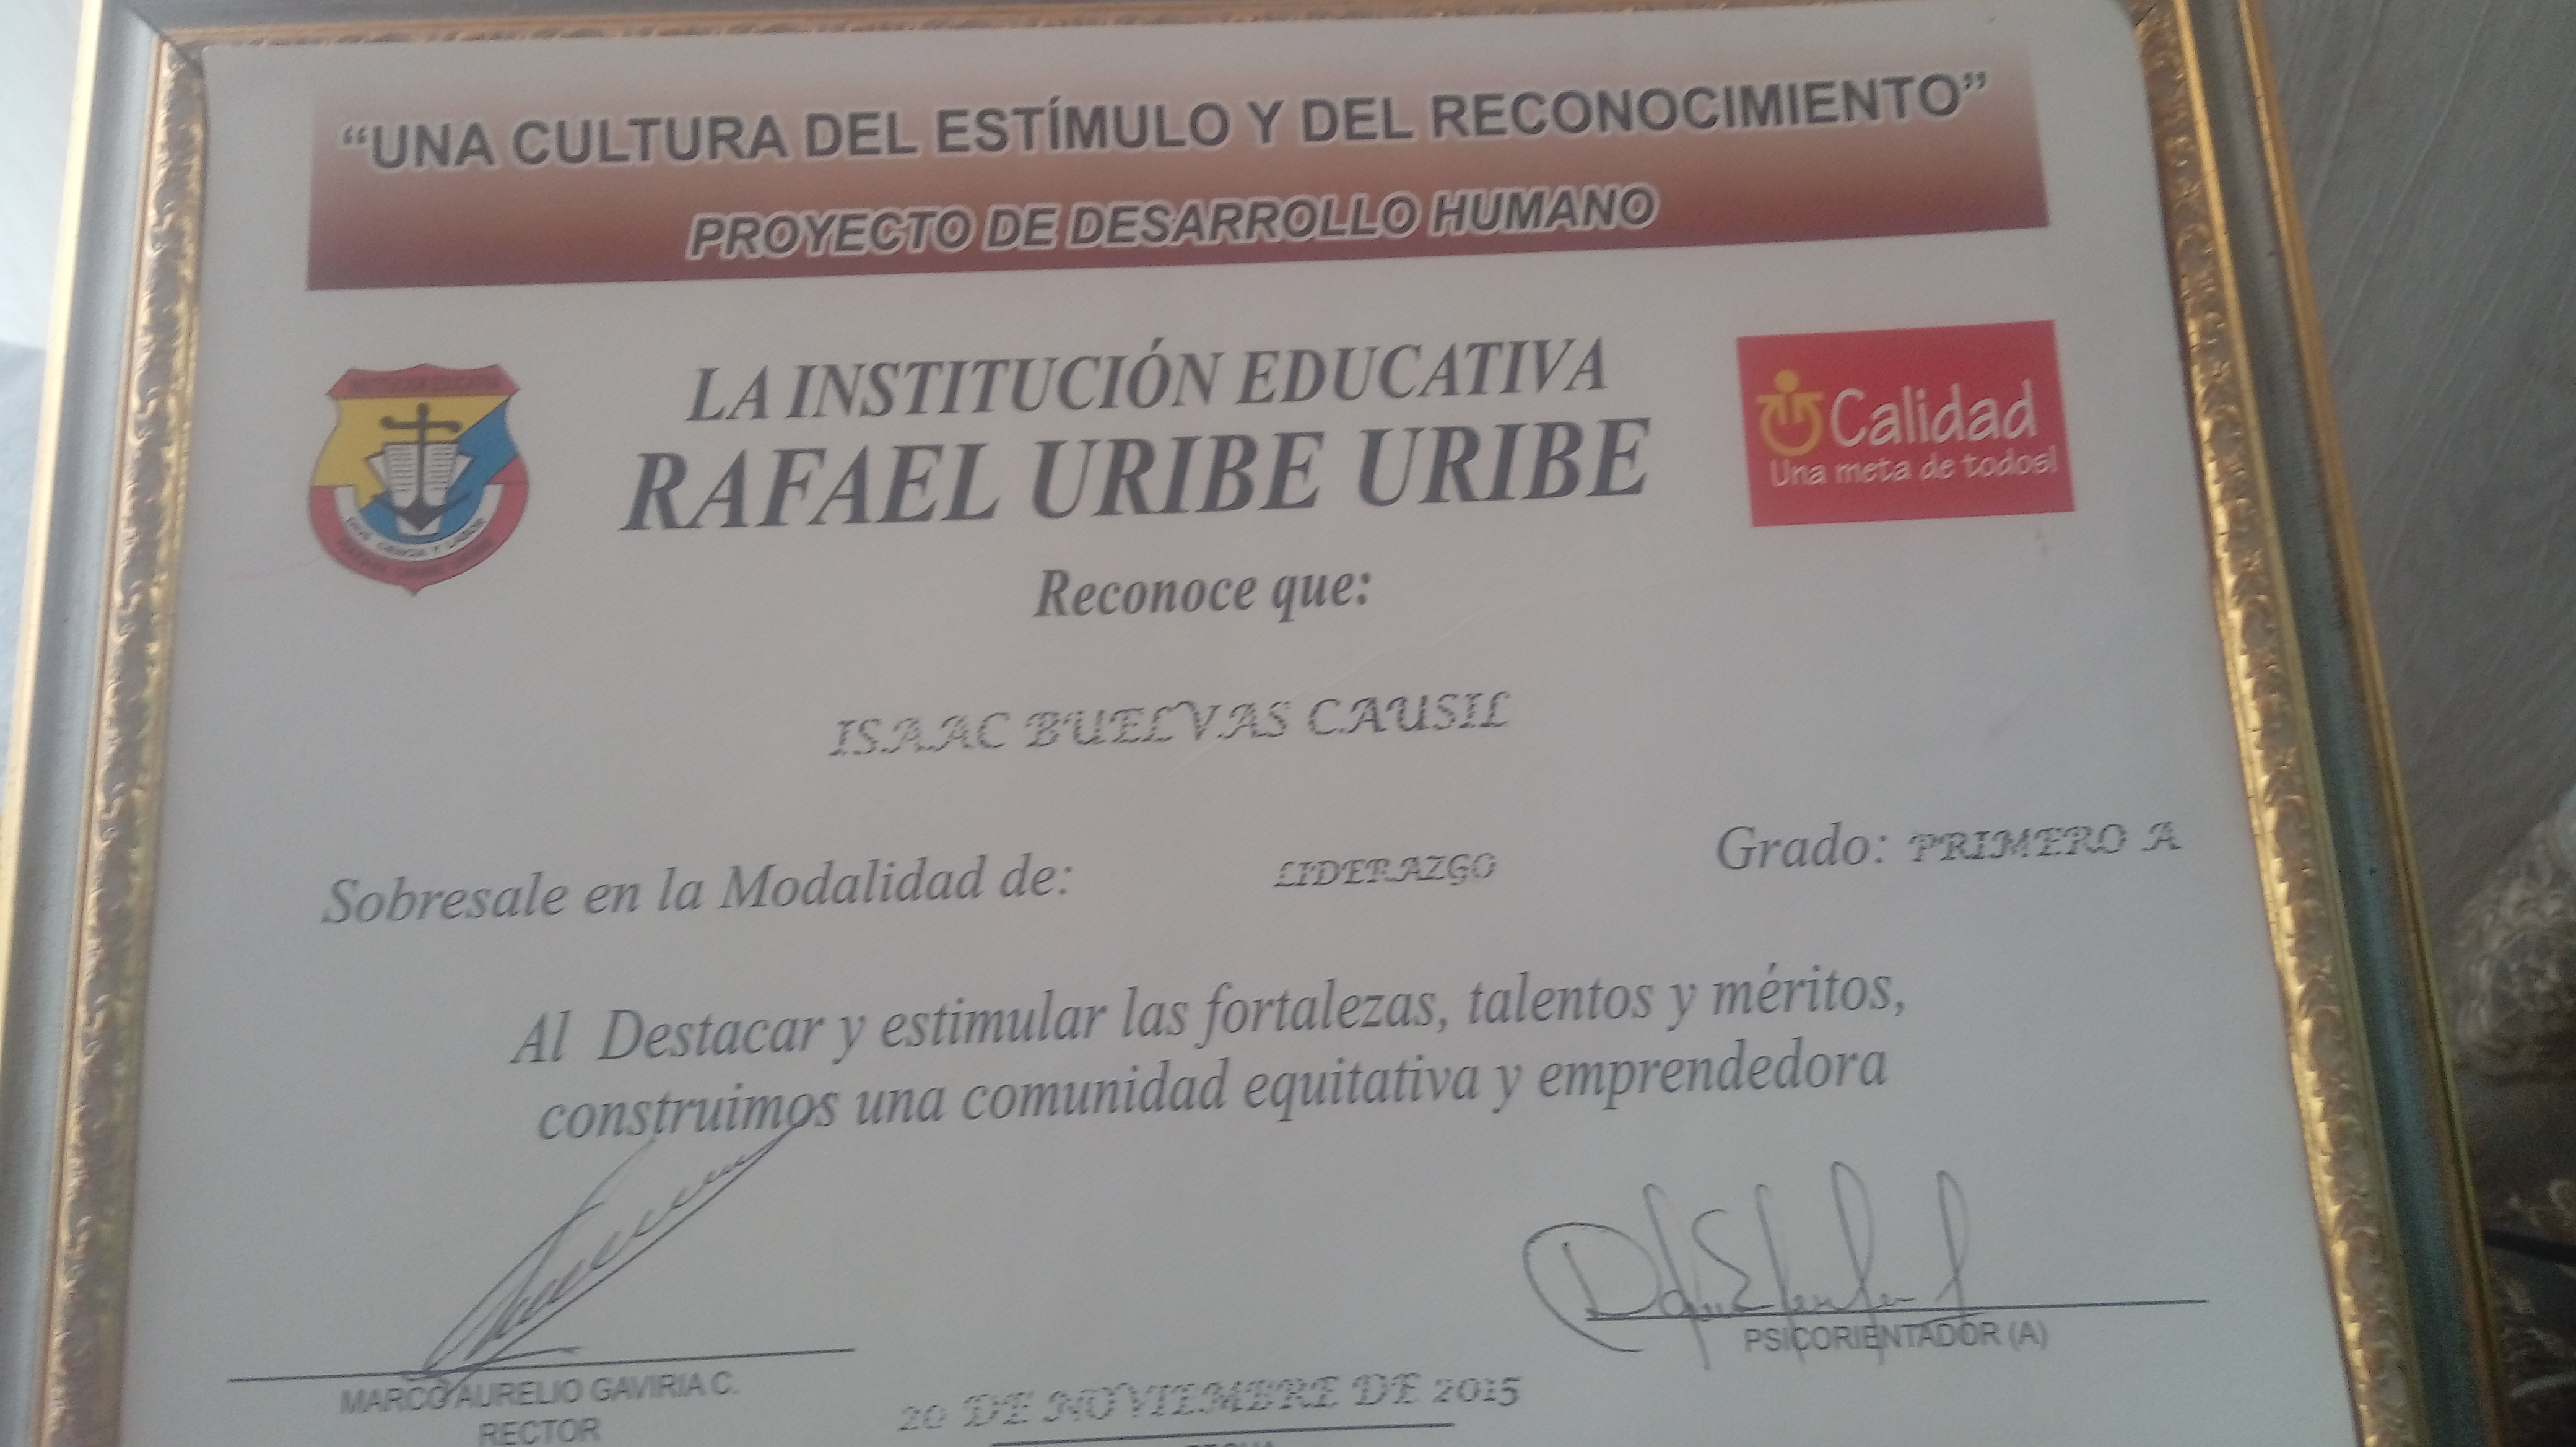 “UNA CULTURA DEL ESTÍMULO Y DEL RECONOCIMIENTO”
PROYECTO DE DESARROLLO HUMANO
LA INSTITUCIÓN EDUCATIVA
RAFAEL URIBE URIBE
Calidad
Una meta de todos!
CIENCIA Y LABOR
Reconoce que:
ISAAC BUELVAS CAUSIL
Sobresale en la Modalidad de: LIDERAZGO Grado: PRIMERO A
Al Destacar y estimular las fortalezas, talentos y méritos,
construimos una comunidad equitativa y emprendedora
MARCO AURELIO GAVIRIA C.
RECTOR
PSICORIENTADOR (A)
20 DE NOVIEMBRE DE 2015